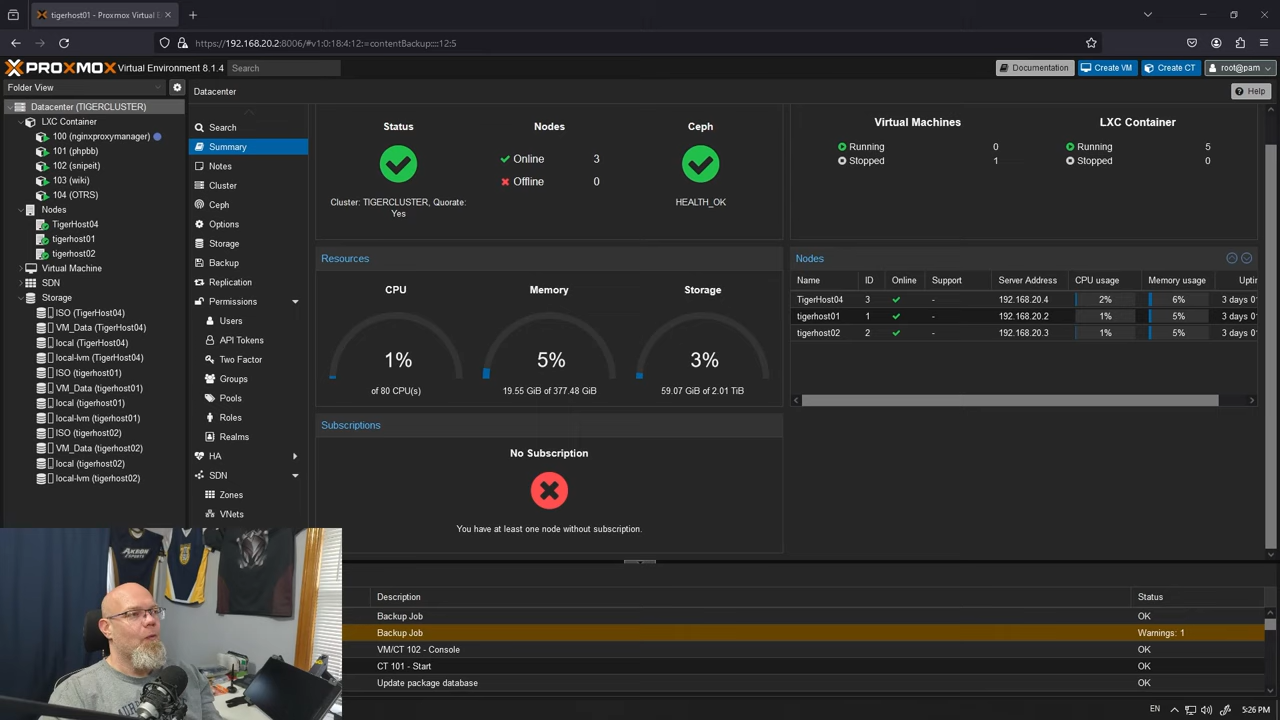 tigerhost01 - Proxmox Virtual E
https://192.168.20.2:8006/#v1:0:18:4:12:=contentBackup::::12:5
PROXMOX Virtual Environment 8.1.4
Search
Documentation
Create VM
Create CT
root@pam
Folder View
Datacenter
Help
Datacenter (TIGERCLUSTER)
LXC Container
100 (nginxproxymanager)
101 (phpbb)
102 (snipeit)
103 (wiki)
104 (OTRS)
Nodes
TigerHost04
tigerhost01
tigerhost02
Virtual Machine
SDN
Storage
ISO (TigerHost04)
VM_Data (TigerHost04)
local (TigerHost04)
local-lvm (TigerHost04)
ISO (tigerhost01)
VM_Data (tigerhost01)
local (tigerhost01)
local-lvm (tigerhost01)
ISO (tigerhost02)
VM_Data (tigerhost02)
local (tigerhost02)
local-lvm (tigerhost02)
Search
Summary
Notes
Cluster
Ceph
Options
Storage
Backup
Replication
Permissions
Users
API Tokens
Two Factor
Groups
Pools
Roles
Realms
HA
SDN
Zones
VNets
Status
Nodes
Ceph
Online 3
Offline 0
Cluster: TIGERCLUSTER, Quorate:
Yes
HEALTH_OK
Virtual Machines
LXC Container
Running 0
Stopped 1
Running 5
Stopped 0
Resources
CPU
Memory
Storage
1%
5%
3%
of 80 CPU(s)
19.55 GiB of 377.48 GiB
59.07 GiB of 2.01 TiB
Nodes
Name ID Online Support Server Address CPU usage Memory usage Uptin
TigerHost04 3 - 192.168.20.4 2% 6% 3 days 0
tigerhost01 1 - 192.168.20.2 1% 5% 3 days 0
tigerhost02 2 - 192.168.20.3 1% 5% 3 days 0
Subscriptions
No Subscription
You have at least one node without subscription.
Description Status
Backup Job OK
Backup Job Warnings: 1
VM/CT 102 - Console OK
CT 101 - Start OK
Update package database OK
AKRON
ESPORTS
EN
5:26 PM